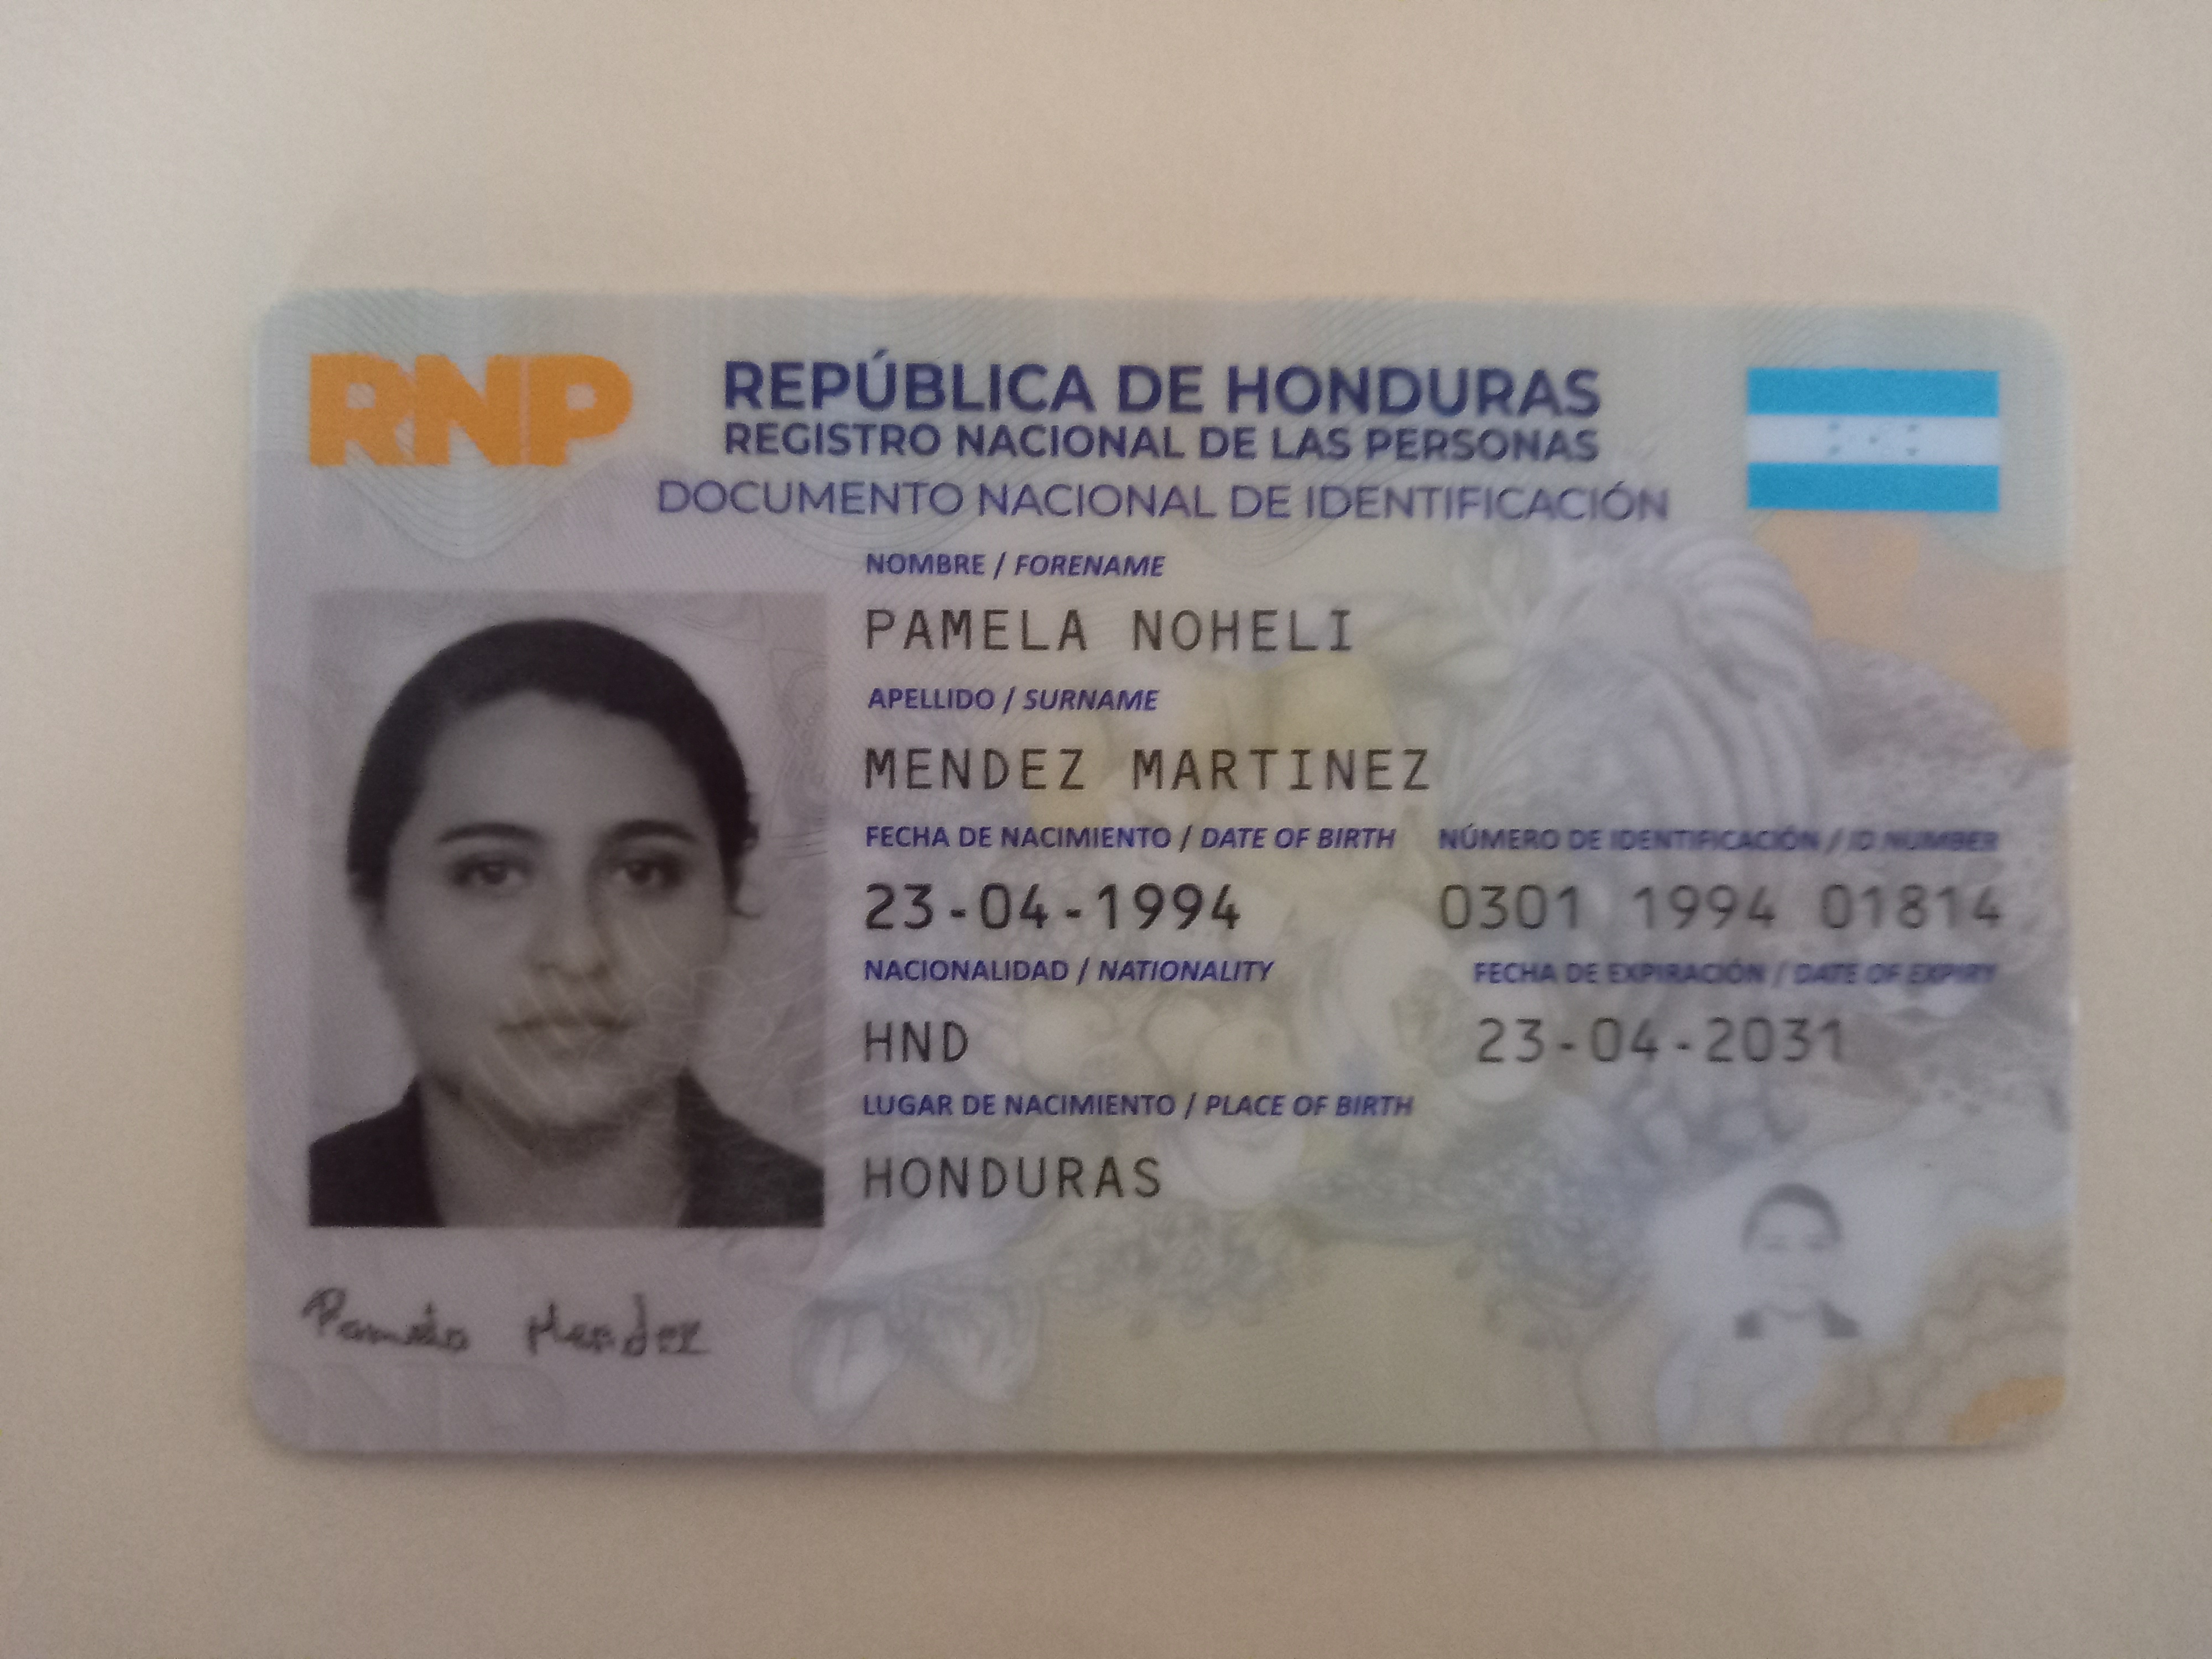 RNP
REPÚBLICA DE HONDURAS
REGISTRO NACIONAL DE LAS PERSONAS
DOCUMENTO NACIONAL DE IDENTIFICACIÓN
NOMBRE / FORENAME
PAMELA NOHELI
APELLIDO / SURNAME
MENDEZ MARTINEZ
FECHA DE NACIMIENTO / DATE OF BIRTH NÚMERO DE IDENTIFICACIÓN / ID NUMBER
23-04-1994 0301 1994 01814
NACIONALIDAD / NATIONALITY FECHA DE EXPIRACIÓN / DATE OF EXPIRY
HND 23-04-2031
LUGAR DE NACIMIENTO / PLACE OF BIRTH
HONDURAS
Pamela Mendez